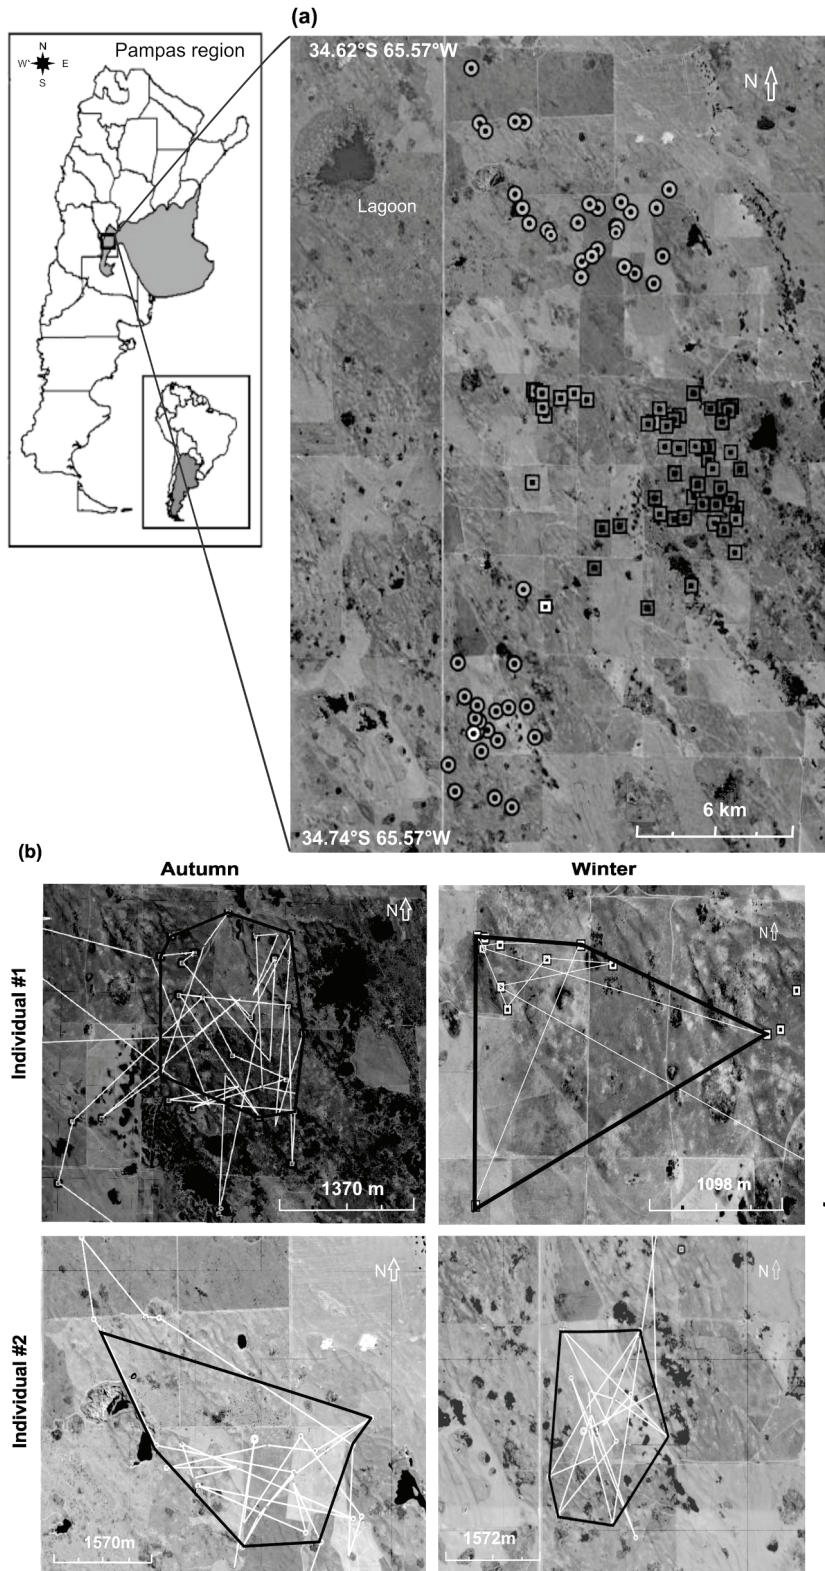 (a)
Pampas region
N
W E
S
34.62°S 65.57°W
N
Lagoon
6 km
34.74°S 65.57°W
(b)
Autumn
Winter
Individual #1
N
1370 m
N
1098 m
Individual #2
N
1570m
N
1572m